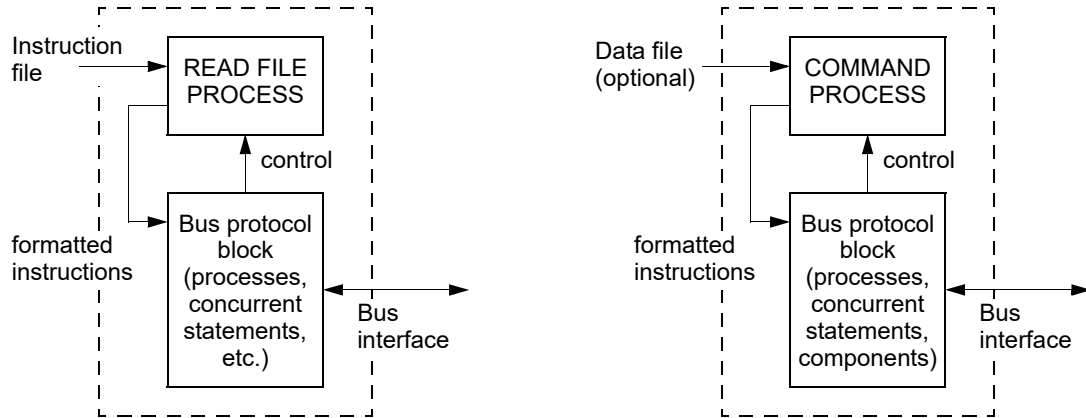 Instruction
file
READ FILE
PROCESS
control
formatted
instructions
Bus protocol
block
(processes,
concurrent
statements,
etc.)
Bus
interface
Data file
(optional)
COMMAND
PROCESS
control
formatted
instructions
Bus protocol
block
(processes,
concurrent
statements,
components)
Bus
interface